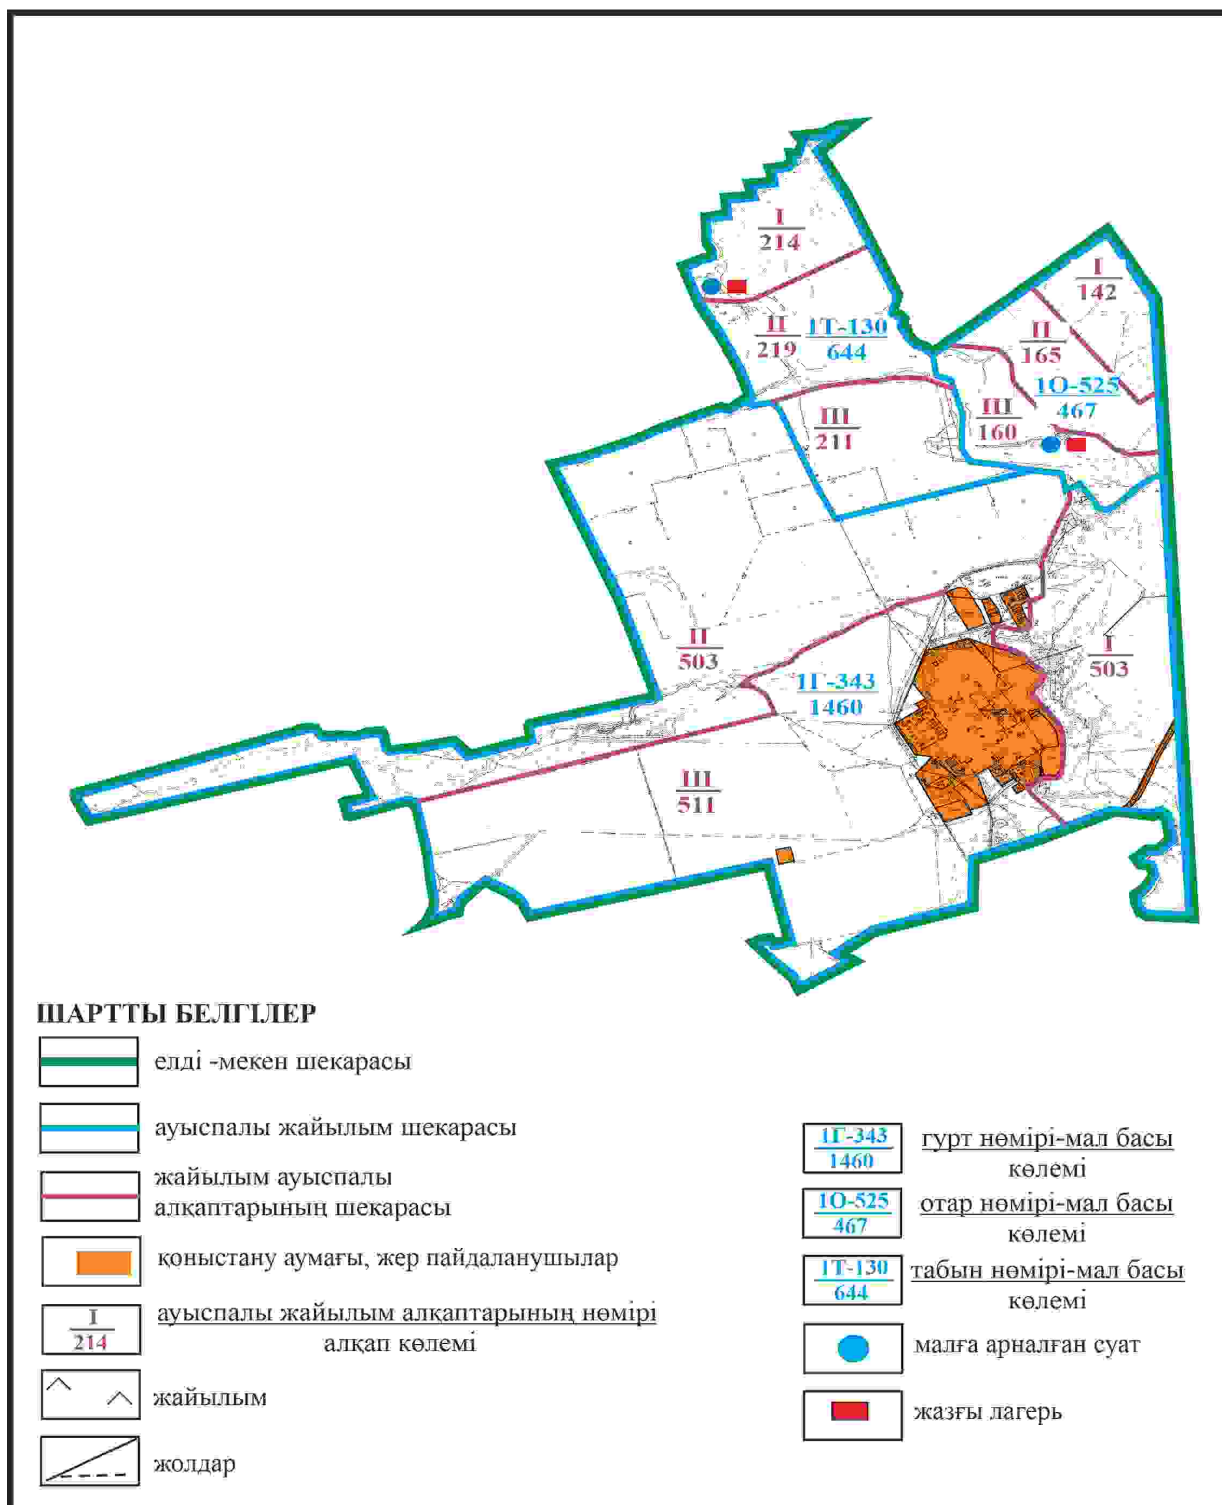 I
214
I
142
II
219
1Т-130
644
II
165
1О-525
467
III
160
III
211
II
503
1Г-343
1460
I
503
III
511
ШАРТТЫ БЕЛГІЛЕР
елді -мекен шекарасы
ауыспалы жайылым шекарасы
жайылым ауыспалы
алқаптарының шекарасы
қоныстану аумағы, жер пайдаланушылар
I
214
ауыспалы жайылым алқаптарының нөмірі
алқап көлемі
жайылым
жолдар
1Г-343
1460
гурт нөмірі-мал басы
көлемі
1О-525
467
отар нөмірі-мал басы
көлемі
1Т-130
644
табын нөмірі-мал басы
көлемі
малға арналған суат
жазғы лагерь